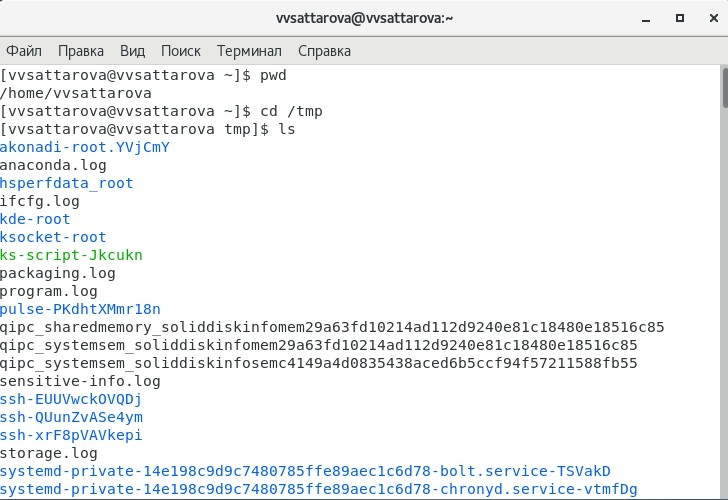 vvsattarova@vvsattarova:~
Файл Правка Вид Поиск Терминал Справка
[vvsattarova@vvsattarova ~]$ pwd
/home/vvsattarova
[vvsattarova@vvsattarova ~]$ cd /tmp
[vvsattarova@vvsattarova tmp]$ ls
akonadi-root.YVjCmY
anaconda.log
hsperfdata_root
ifcfg.log
kde-root
ksocket-root
ks-script-Jkcukn
packaging.log
program.log
pulse-PKdhtXMmr18n
qipc_sharedmemory_soliddiskinfomem29a63fd10214ad112d9240e81c18480e18516c85
qipc_systemsem_soliddiskinfomem29a63fd10214ad112d9240e81c18480e18516c85
qipc_systemsem_soliddiskinfosemc4149a4d0835438aced6b5ccf94f57211588fb55
sensitive-info.log
ssh-EUUVwckOVQDj
ssh-QUunZvASe4ym
ssh-xrF8pVAVkepi
storage.log
systemd-private-14e198c9d9c7480785ffe89aec1c6d78-bolt.service-TSVakD
systemd-private-14e198c9d9c7480785ffe89aec1c6d78-chronyd.service-vtmfDg